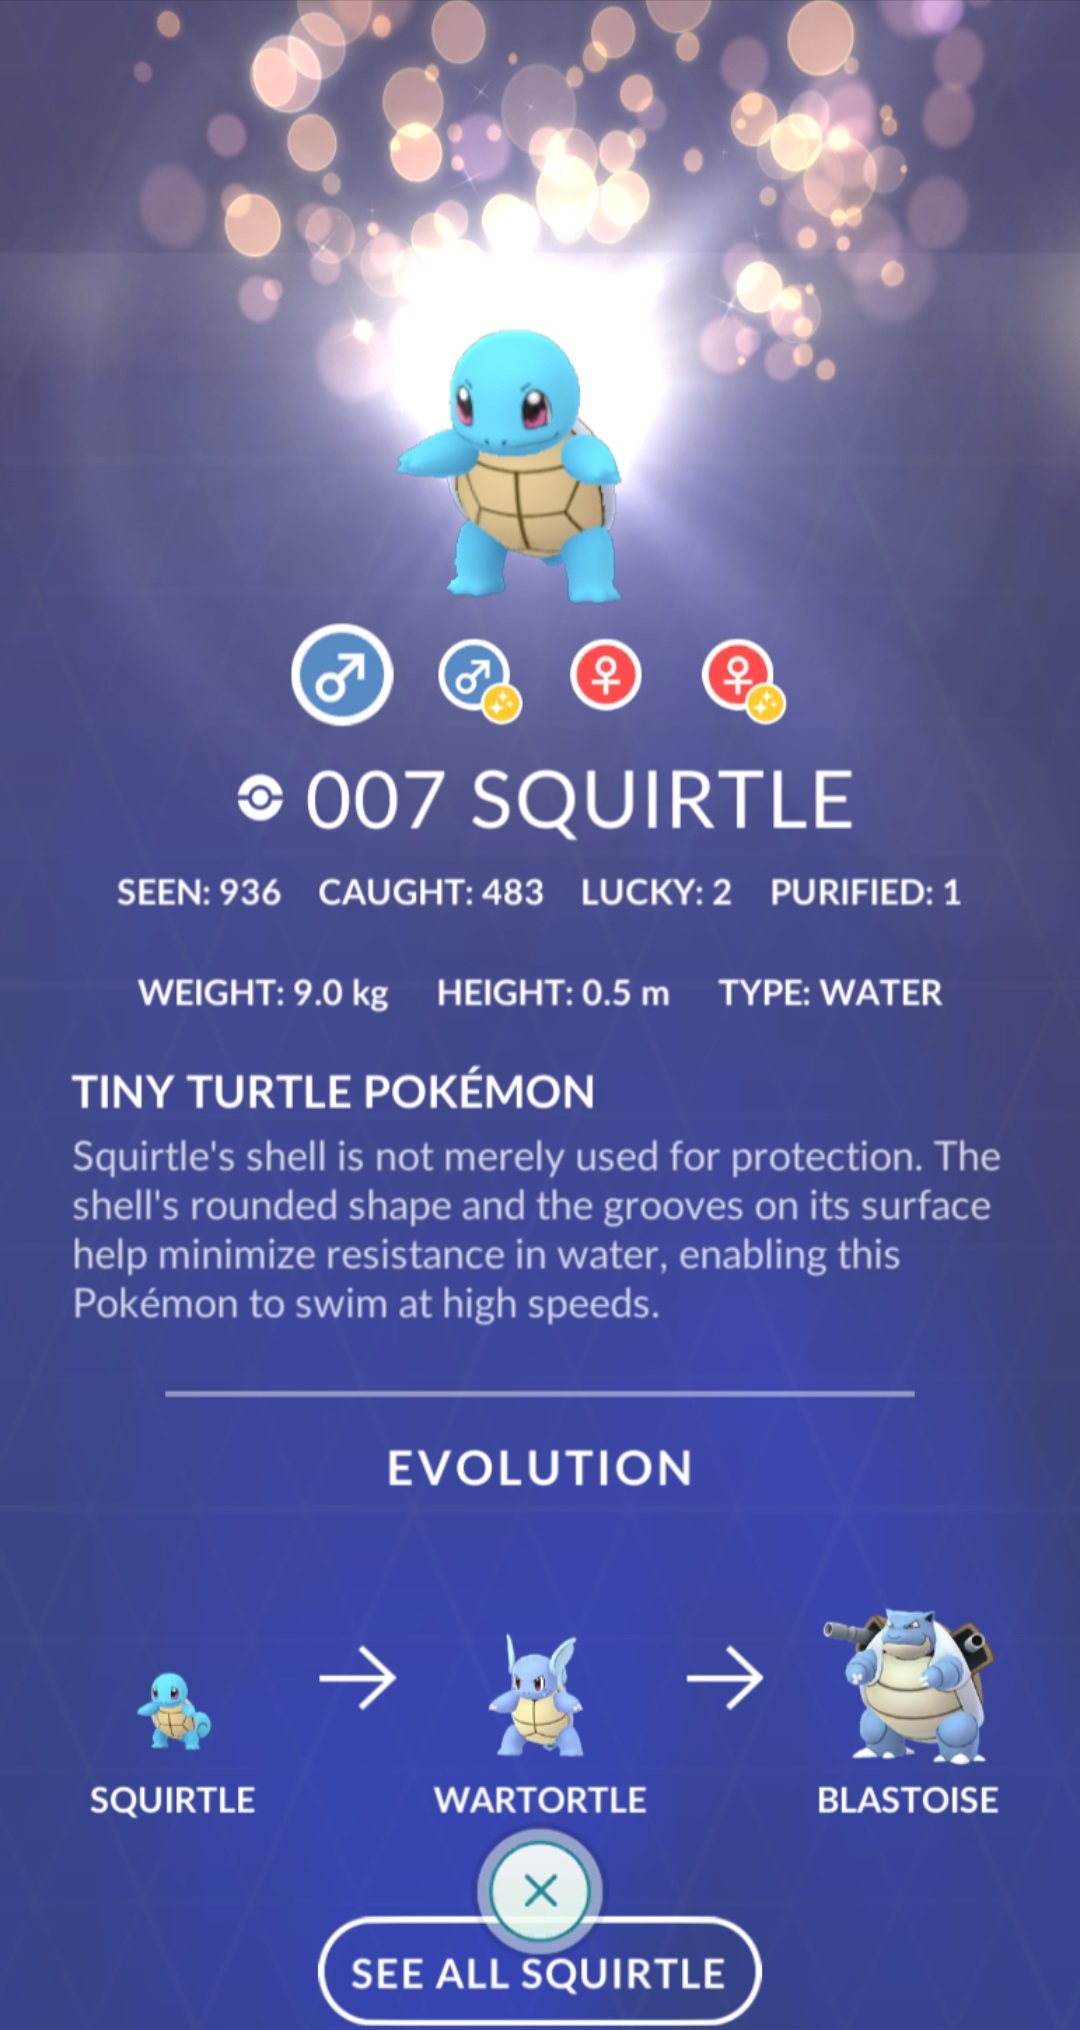 007 SQUIRTLE
SEEN: 936 CAUGHT: 483 LUCKY: 2 PURIFIED: 1
WEIGHT: 9.0 kg HEIGHT: 0.5 m TYPE: WATER
TINY TURTLE POKÉMON
Squirtle's shell is not merely used for protection. The
shell's rounded shape and the grooves on its surface
help minimize resistance in water, enabling this
Pokémon to swim at high speeds.
EVOLUTION
SQUIRTLE WARTORTLE BLASTOISE
SEE ALL SQUIRTLE